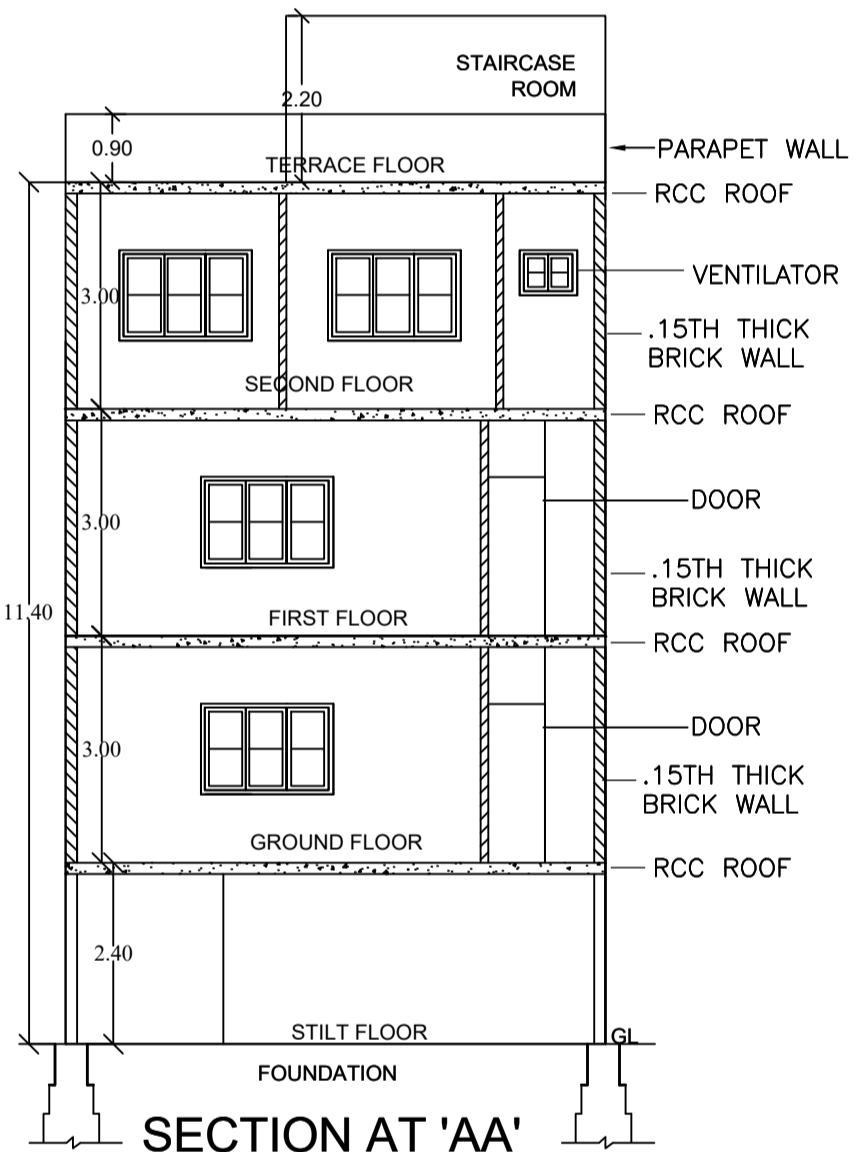 STAIRCASE
ROOM
2.20
0.90
PARAPET WALL
TERRACE FLOOR
RCC ROOF
VENTILATOR
3.00
.15TH THICK
BRICK WALL
SECOND FLOOR
RCC ROOF
DOOR
3.00
.15TH THICK
BRICK WALL
11.40
FIRST FLOOR
RCC ROOF
DOOR
3.00
.15TH THICK
BRICK WALL
GROUND FLOOR
RCC ROOF
2.40
STILT FLOOR
GL
FOUNDATION
SECTION AT 'AA'